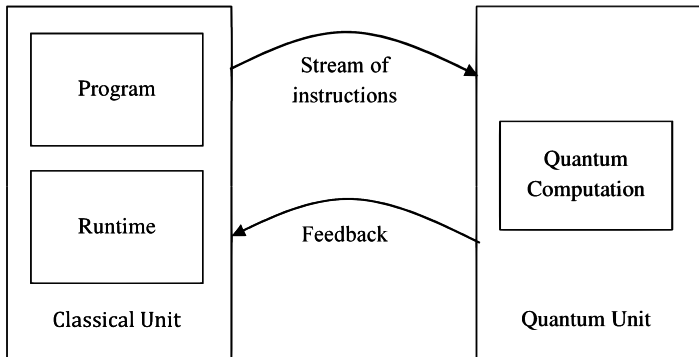 Program
Stream of
instructions
Quantum
Computation
Runtime
Feedback
Classical Unit
Quantum Unit